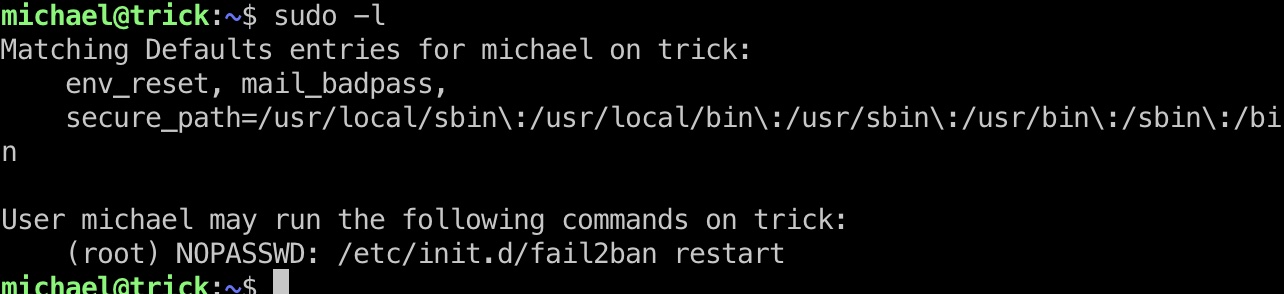 michael@trick:~$ sudo -l
Matching Defaults entries for michael on trick:
    env_reset, mail_badpass,
    secure_path=/usr/local/sbin\:/usr/local/bin\:/usr/sbin\:/usr/bin\:/sbin\:/bi
n

User michael may run the following commands on trick:
    (root) NOPASSWD: /etc/init.d/fail2ban restart
michael@trick:~$